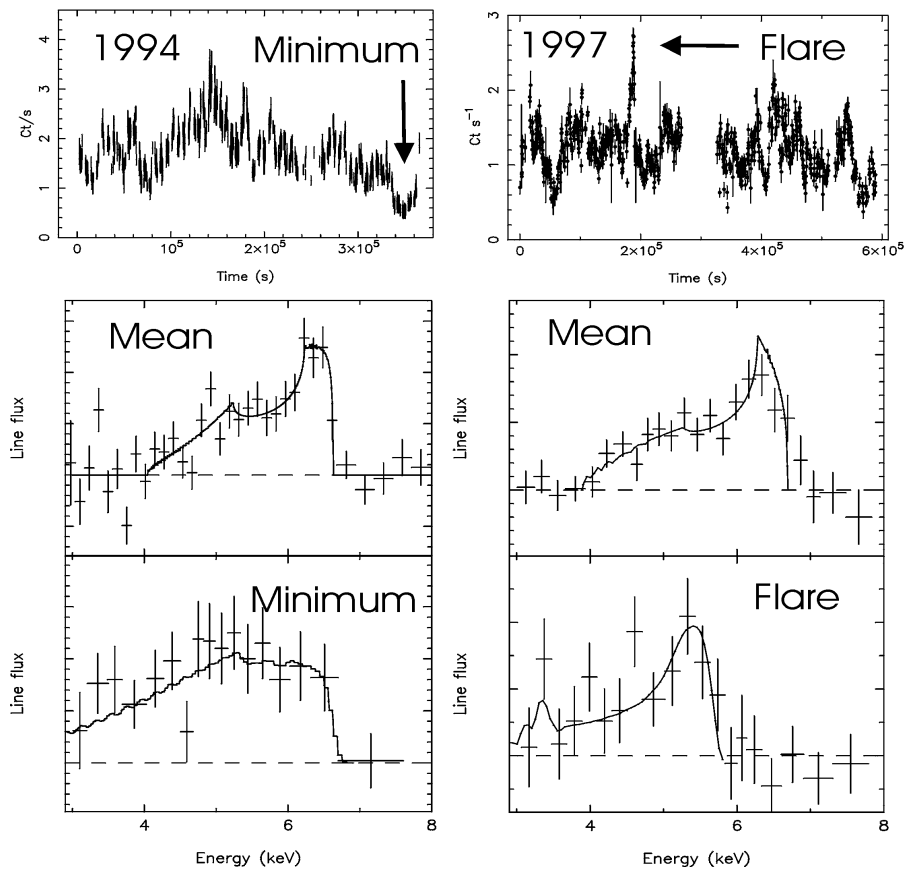 1994
Minimum
Ct/s
0
1
2
3
4
0
10⁵
2×10⁵
3×10⁵
Time (s)
1997
Flare
Ct s⁻¹
0
1
2
3
0
2×10⁵
4×10⁵
6×10⁵
Time (s)
Mean
Line flux
Mean
Line flux
Minimum
Line flux
4
6
8
Energy (keV)
Flare
Line flux
4
6
8
Energy (keV)